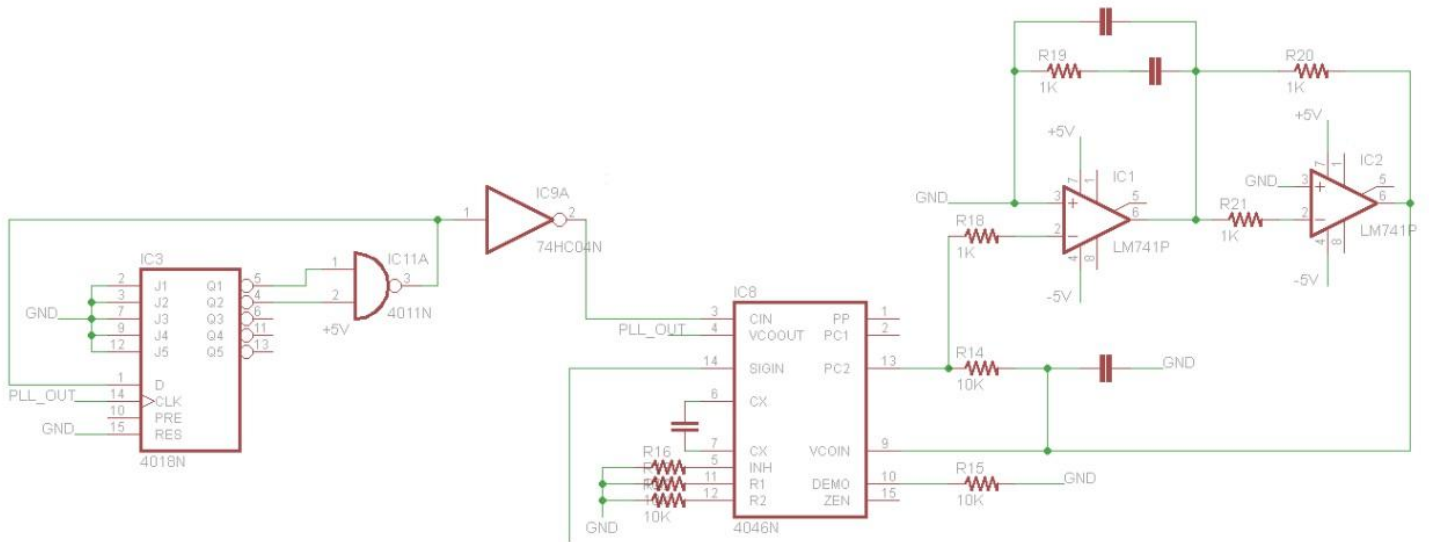 R19
1K
R20
1K
+5V
+5V
7
1
IC1
5
GND
3
+
6
2
−
LM741P
4
8
-5V
R18
1K
R21
1K
7
1
IC2
5
GND
3
+
6
2
−
LM741P
4
8
-5V
1
IC9A
2
74HC04N
IC3
2
J1
3
J2
7
J3
9
J4
12
J5
Q1
5
Q2
4
Q3
6
Q4
11
Q5
13
GND
1
D
PLL_OUT
14
CLK
10
PRE
GND
15
RES
4018N
1
2
IC11A
3
4011N
+5V
IC8
3
CIN
PLL_OUT
4
VCOOUT
14
SIGIN
6
CX
7
CX
5
INH
11
R1
12
R2
PP
1
PC1
2
PC2
13
VCOIN
9
DEMO
10
ZEN
15
4046N
R16
10K
GND
R14
10K
GND
R15
10K
GND